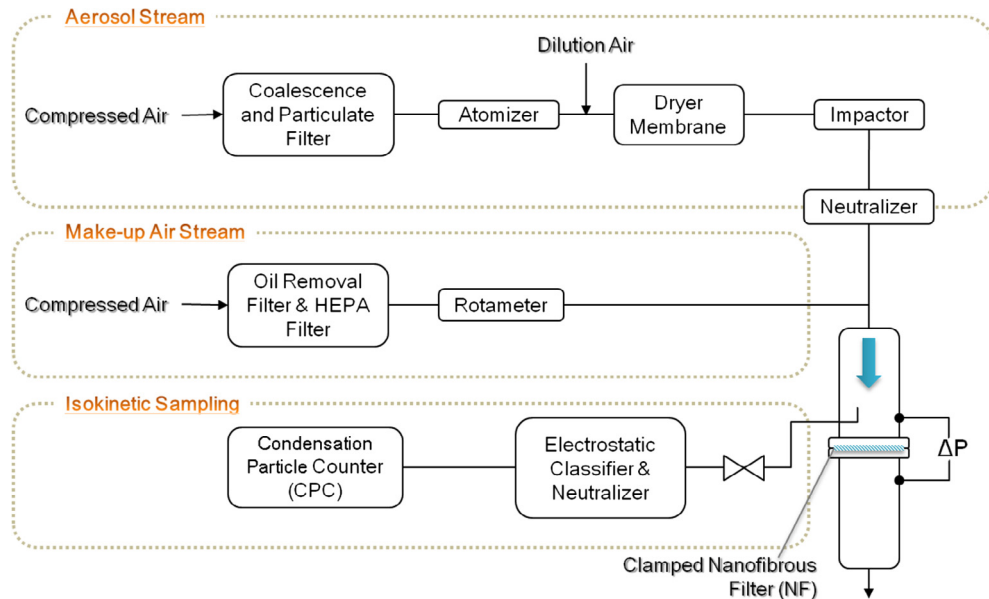 Aerosol Stream
Dilution Air
Compressed Air
Coalescence
and Particulate
Filter
Atomizer
Dryer
Membrane
Impactor
Neutralizer
Make-up Air Stream
Compressed Air
Oil Removal
Filter & HEPA
Filter
Rotameter
Isokinetic Sampling
Condensation
Particle Counter
(CPC)
Electrostatic
Classifier &
Neutralizer
ΔP
Clamped Nanofibrous
Filter (NF)